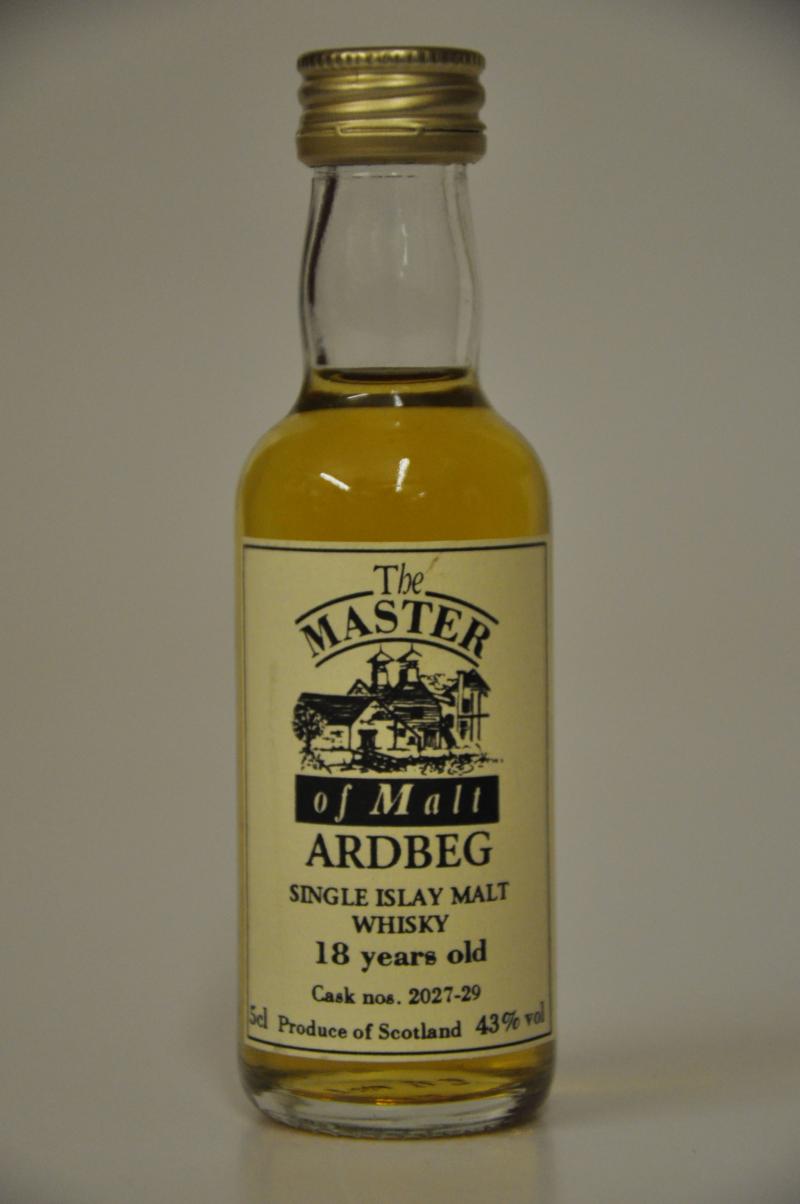 The
MASTER
of Malt
ARDBEG
SINGLE ISLAY MALT
WHISKY
18 years old
Cask nos. 2027-29
5cl Produce of Scotland 43% vol